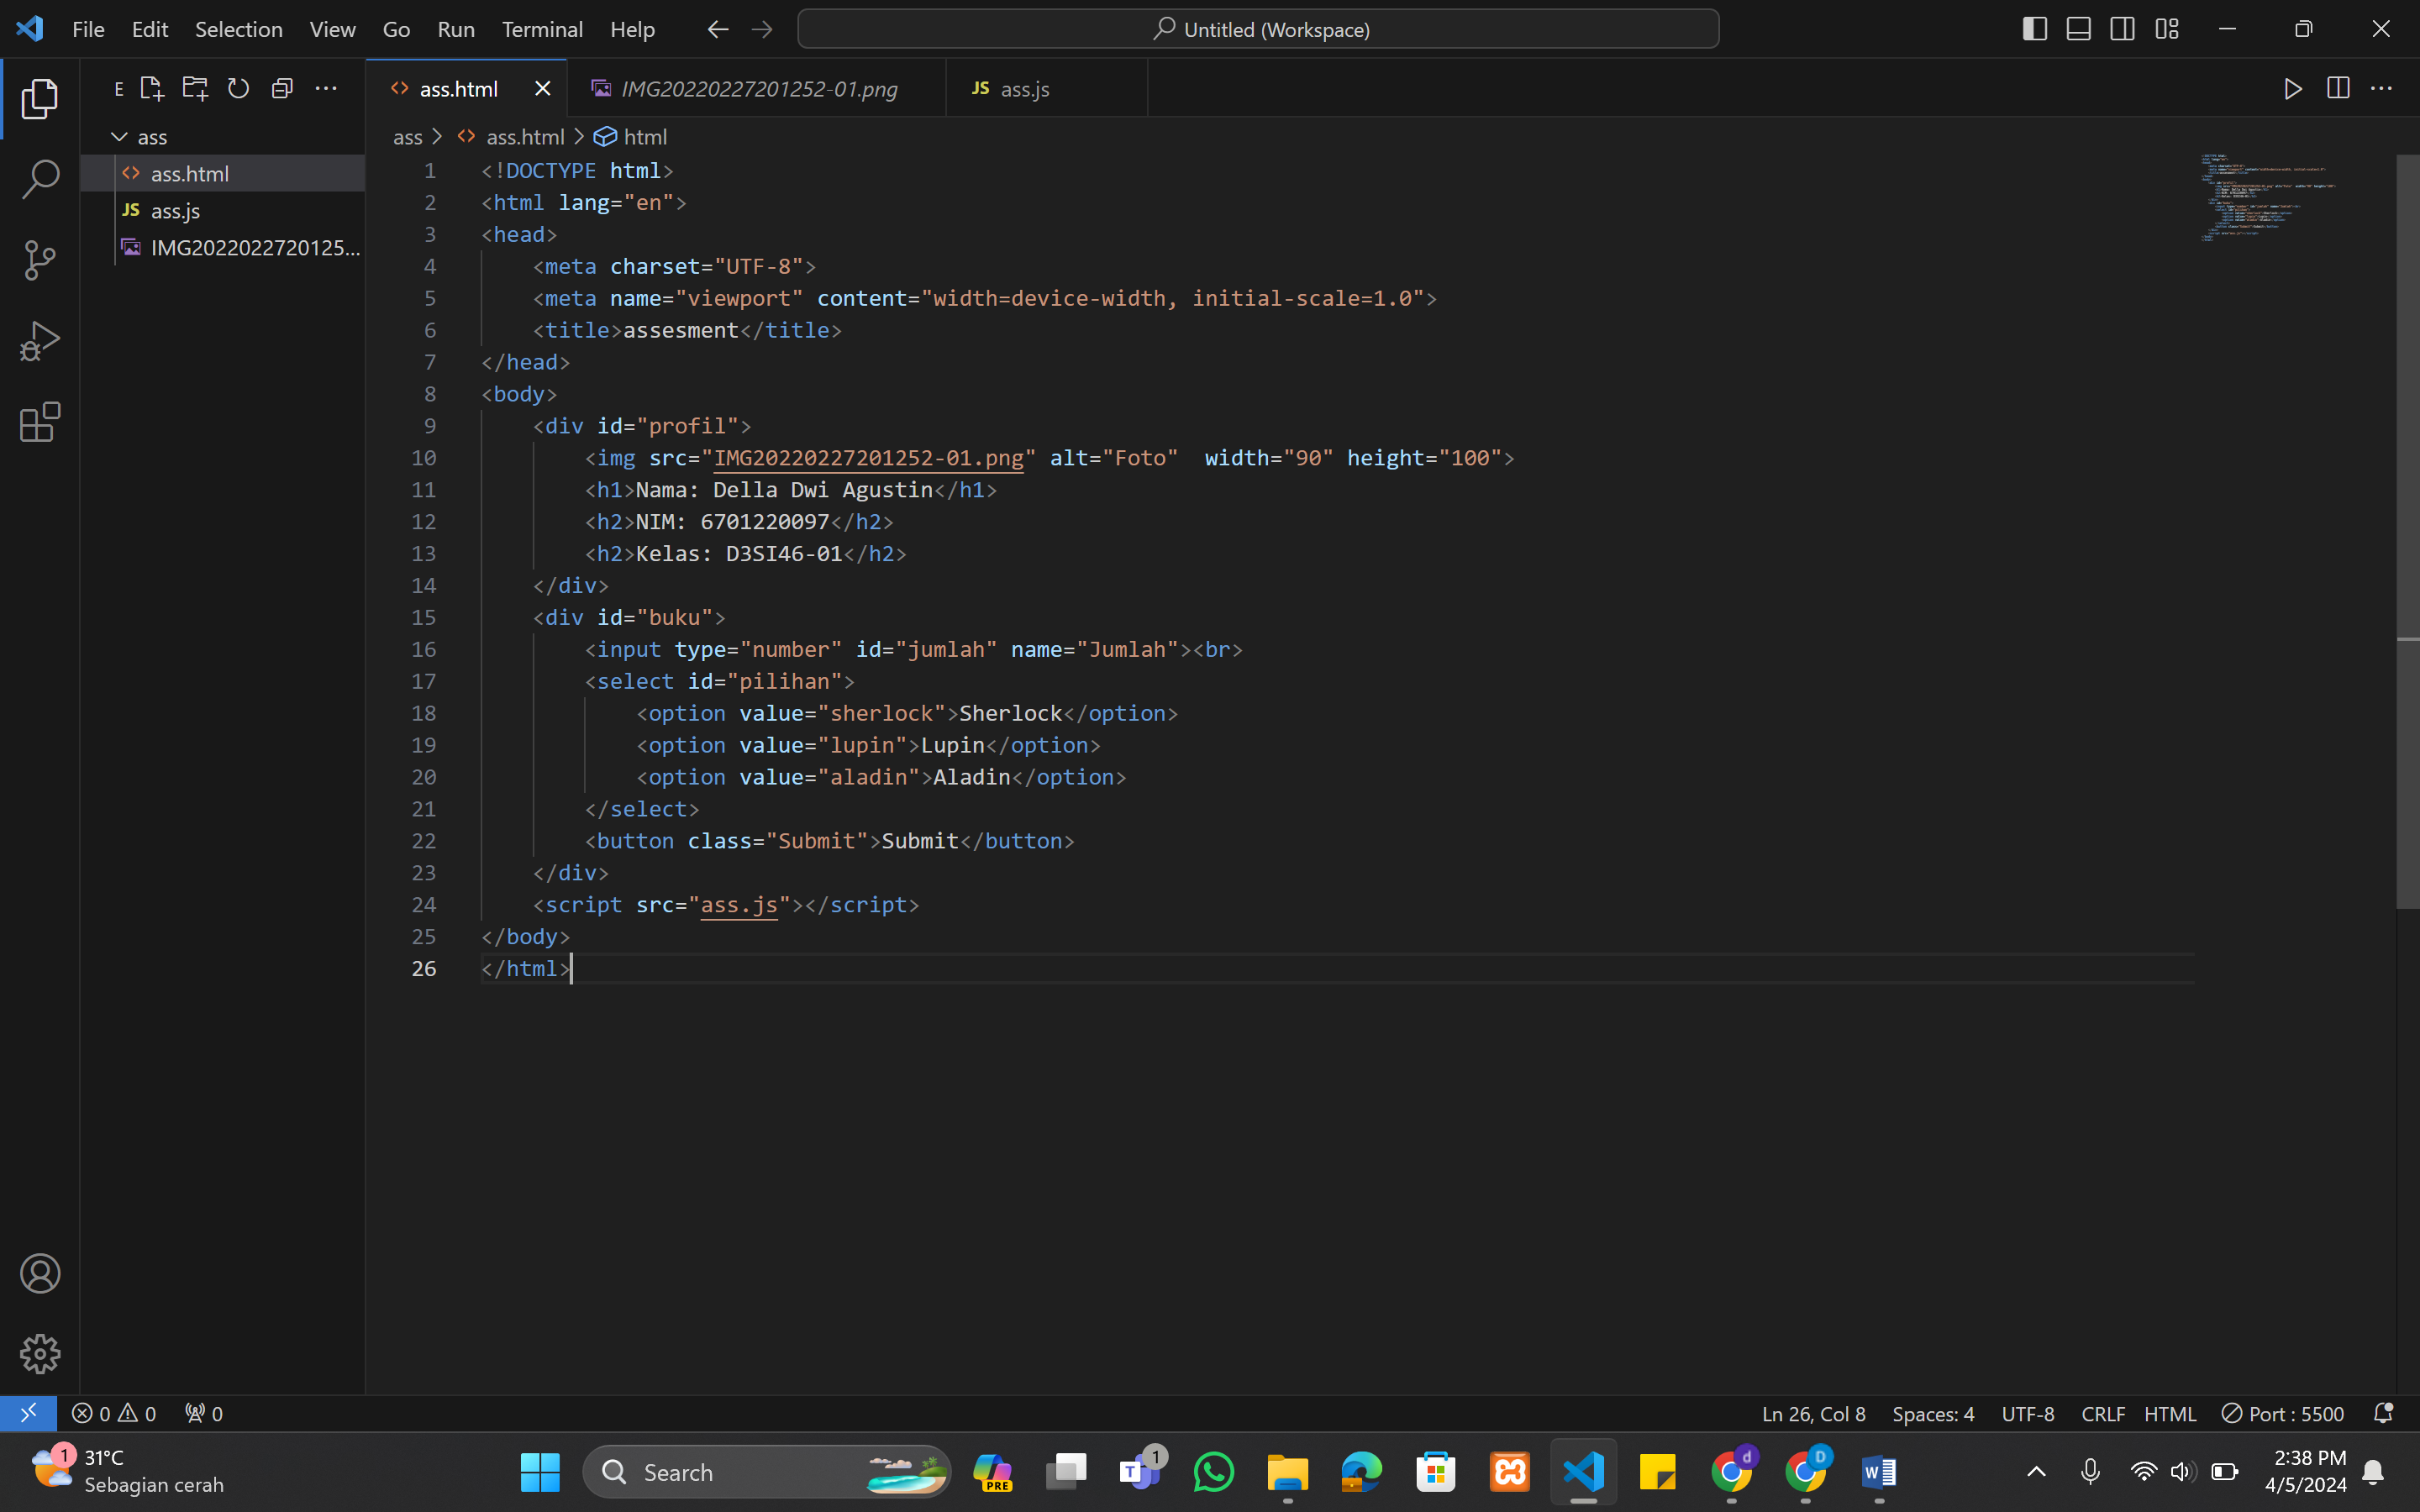 File Edit Selection View Go Run Terminal Help Untitled (Workspace)
E ass.html IMG20220227201252-01.png JS ass.js
ass
ass.html
JS ass.js
IMG2022022720125...
ass > ass.html > html
1 <!DOCTYPE html>
2 <html lang="en">
3 <head>
4 <meta charset="UTF-8">
5 <meta name="viewport" content="width=device-width, initial-scale=1.0">
6 <title>assesment</title>
7 </head>
8 <body>
9 <div id="profil">
10 <img src="IMG20220227201252-01.png" alt="Foto"  width="90" height="100">
11 <h1>Nama: Della Dwi Agustin</h1>
12 <h2>NIM: 6701220097</h2>
13 <h2>Kelas: D3SI46-01</h2>
14 </div>
15 <div id="buku">
16 <input type="number" id="jumlah" name="Jumlah"><br>
17 <select id="pilihan">
18 <option value="sherlock">Sherlock</option>
19 <option value="lupin">Lupin</option>
20 <option value="aladin">Aladin</option>
21 </select>
22 <button class="Submit">Submit</button>
23 </div>
24 <script src="ass.js"></script>
25 </body>
26 </html>
0 0 0 Ln 26, Col 8 Spaces: 4 UTF-8 CRLF HTML Port : 5500
1 31°C
Sebagian cerah
Search PRE T 1 d D W
2:38 PM
4/5/2024